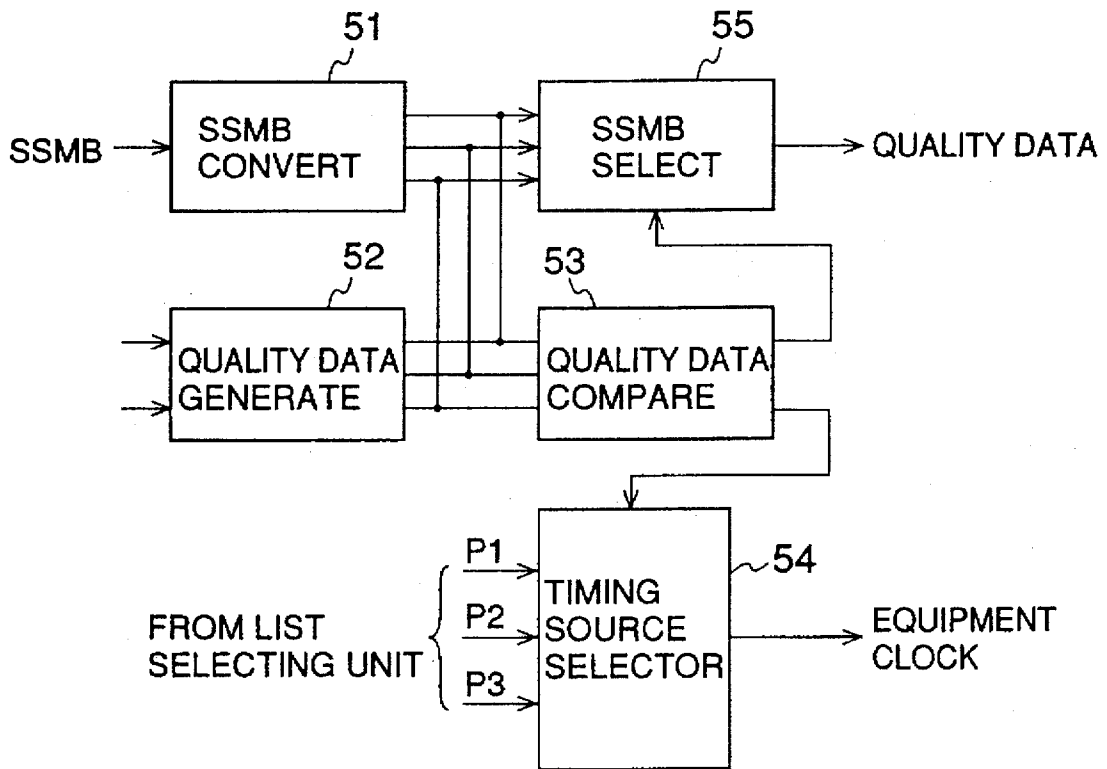 51
55
SSMB
SSMB
CONVERT
SSMB
SELECT
QUALITY DATA
52
53
QUALITY DATA
GENERATE
QUALITY DATA
COMPARE
54
P1
P2
P3
FROM LIST
SELECTING UNIT
TIMING
SOURCE
SELECTOR
EQUIPMENT
CLOCK